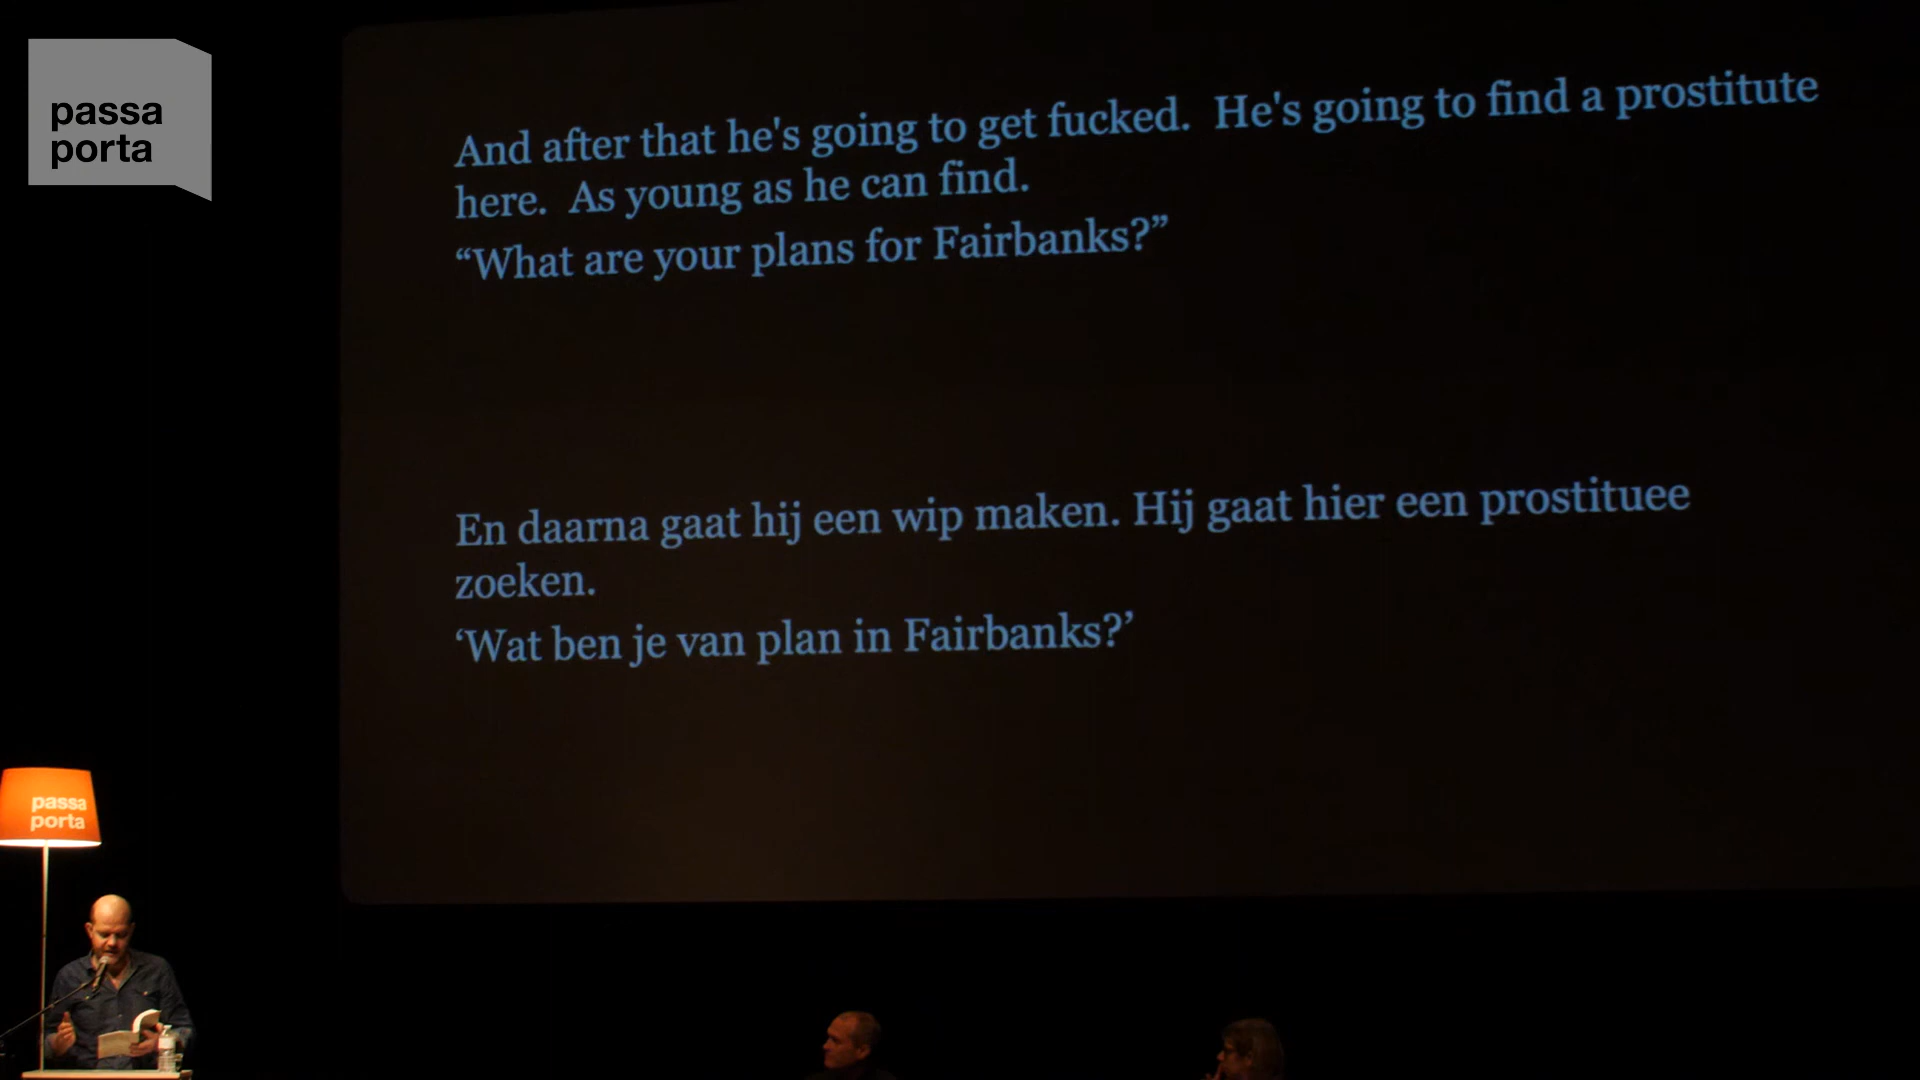 passa
porta
And after that he's going to get fucked.  He's going to find a prostitute
here.  As young as he can find.
“What are your plans for Fairbanks?”
En daarna gaat hij een wip maken. Hij gaat hier een prostituee
zoeken.
‘Wat ben je van plan in Fairbanks?’
passa
porta